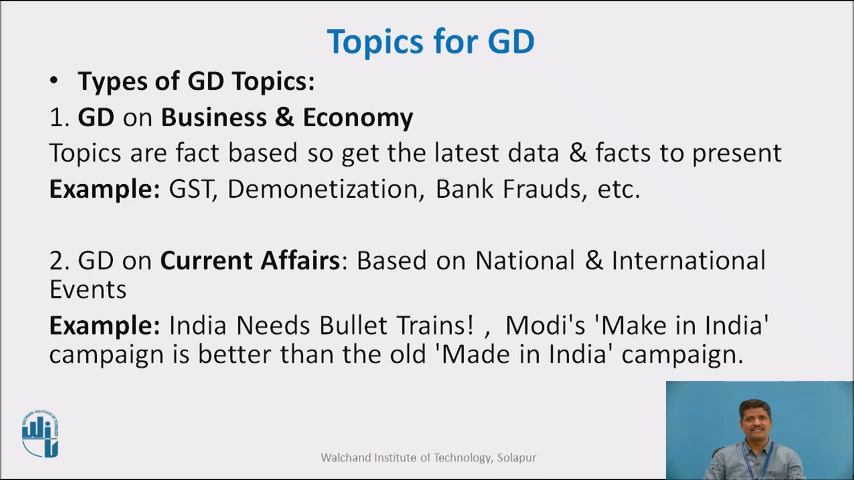 Topics for GD
• Types of GD Topics:
1. GD on Business & Economy
Topics are fact based so get the latest data & facts to present
Example: GST, Demonetization, Bank Frauds, etc.
2. GD on Current Affairs: Based on National & International
Events
Example: India Needs Bullet Trains! , Modi's 'Make in India'
campaign is better than the old 'Made in India' campaign.
Walchand Institute of Technology, Solapur